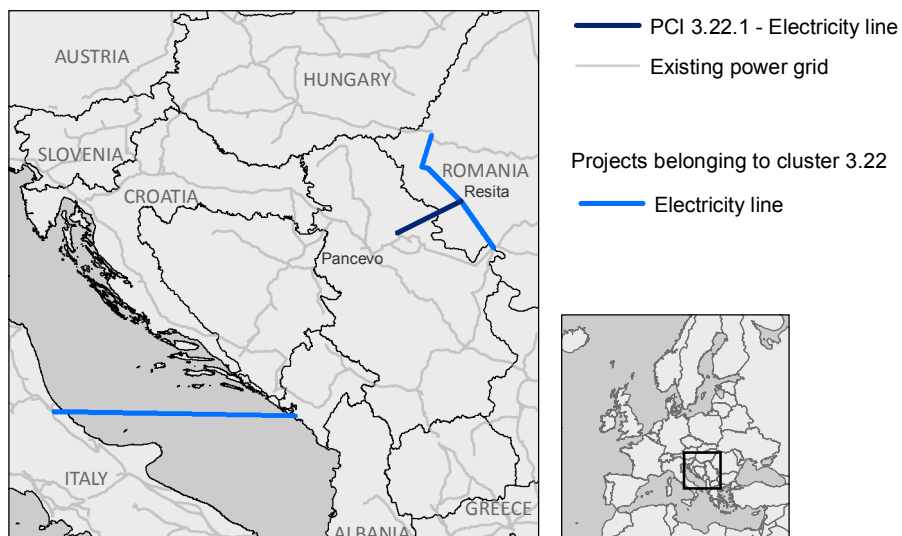 AUSTRIA
HUNGARY
SLOVENIA
ROMANIA
Resita
CROATIA
Pancevo
ITALY
GREECE
ALBANIA
PCI 3.22.1 - Electricity line
Existing power grid
Projects belonging to cluster 3.22
Electricity line